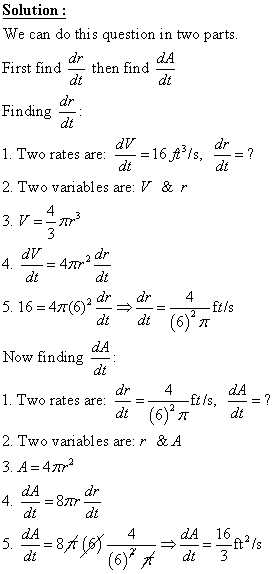 Solution :
We can do this question in two parts.
First find dr/dt then find dA/dt
Finding dr/dt :
1. Two rates are: dV/dt = 16 ft³/s, dr/dt = ?
2. Two variables are: V & r
3. V = 4/3 πr³
4. dV/dt = 4πr² dr/dt
5. 16 = 4π(6)² dr/dt ⇒ dr/dt = 4/((6)² π) ft/s
Now finding dA/dt :
1. Two rates are: dr/dt = 4/((6)² π) ft/s, dA/dt = ?
2. Two variables are: r & A
3. A = 4πr²
4. dA/dt = 8πr dr/dt
5. dA/dt = 8 π (6) 4/((6)² π) ⇒ dA/dt = 16/3 ft²/s